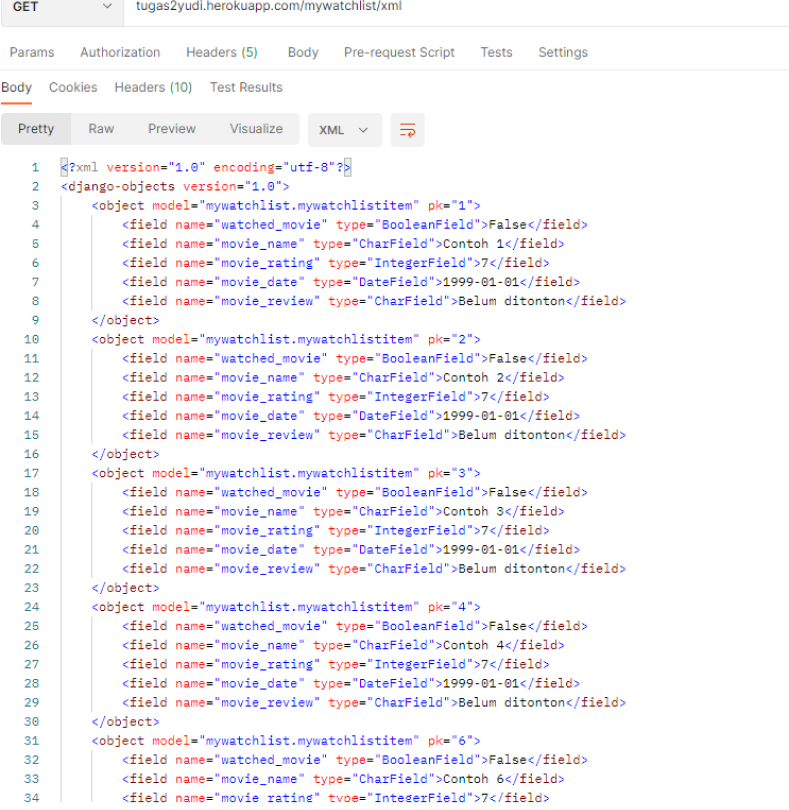 GET tugas2yudi.herokuapp.com/mywatchlist/xml
Params Authorization Headers (5) Body Pre-request Script Tests Settings
Body Cookies Headers (10) Test Results
Pretty Raw Preview Visualize XML
1 <?xml version="1.0" encoding="utf-8"?>
2 <django-objects version="1.0">
3 <object model="mywatchlist.mywatchlistitem" pk="1">
4 <field name="watched_movie" type="BooleanField">False</field>
5 <field name="movie_name" type="CharField">Contoh 1</field>
6 <field name="movie_rating" type="IntegerField">7</field>
7 <field name="movie_date" type="DateField">1999-01-01</field>
8 <field name="movie_review" type="CharField">Belum ditonton</field>
9 </object>
10 <object model="mywatchlist.mywatchlistitem" pk="2">
11 <field name="watched_movie" type="BooleanField">False</field>
12 <field name="movie_name" type="CharField">Contoh 2</field>
13 <field name="movie_rating" type="IntegerField">7</field>
14 <field name="movie_date" type="DateField">1999-01-01</field>
15 <field name="movie_review" type="CharField">Belum ditonton</field>
16 </object>
17 <object model="mywatchlist.mywatchlistitem" pk="3">
18 <field name="watched_movie" type="BooleanField">False</field>
19 <field name="movie_name" type="CharField">Contoh 3</field>
20 <field name="movie_rating" type="IntegerField">7</field>
21 <field name="movie_date" type="DateField">1999-01-01</field>
22 <field name="movie_review" type="CharField">Belum ditonton</field>
23 </object>
24 <object model="mywatchlist.mywatchlistitem" pk="4">
25 <field name="watched_movie" type="BooleanField">False</field>
26 <field name="movie_name" type="CharField">Contoh 4</field>
27 <field name="movie_rating" type="IntegerField">7</field>
28 <field name="movie_date" type="DateField">1999-01-01</field>
29 <field name="movie_review" type="CharField">Belum ditonton</field>
30 </object>
31 <object model="mywatchlist.mywatchlistitem" pk="6">
32 <field name="watched_movie" type="BooleanField">False</field>
33 <field name="movie_name" type="CharField">Contoh 6</field>
34 <field name="movie_rating" type="IntegerField">7</field>